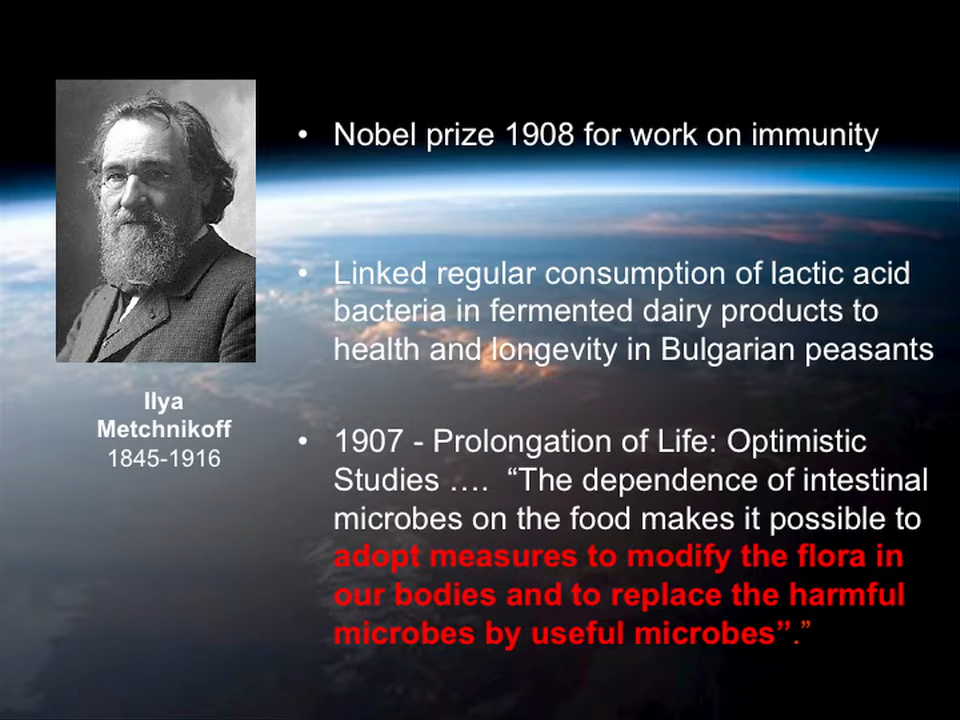 Ilya
Metchnikoff
1845-1916
• Nobel prize 1908 for work on immunity
• Linked regular consumption of lactic acid
bacteria in fermented dairy products to
health and longevity in Bulgarian peasants
• 1907 - Prolongation of Life: Optimistic
Studies …. “The dependence of intestinal
microbes on the food makes it possible to
adopt measures to modify the flora in
our bodies and to replace the harmful
microbes by useful microbes”.”